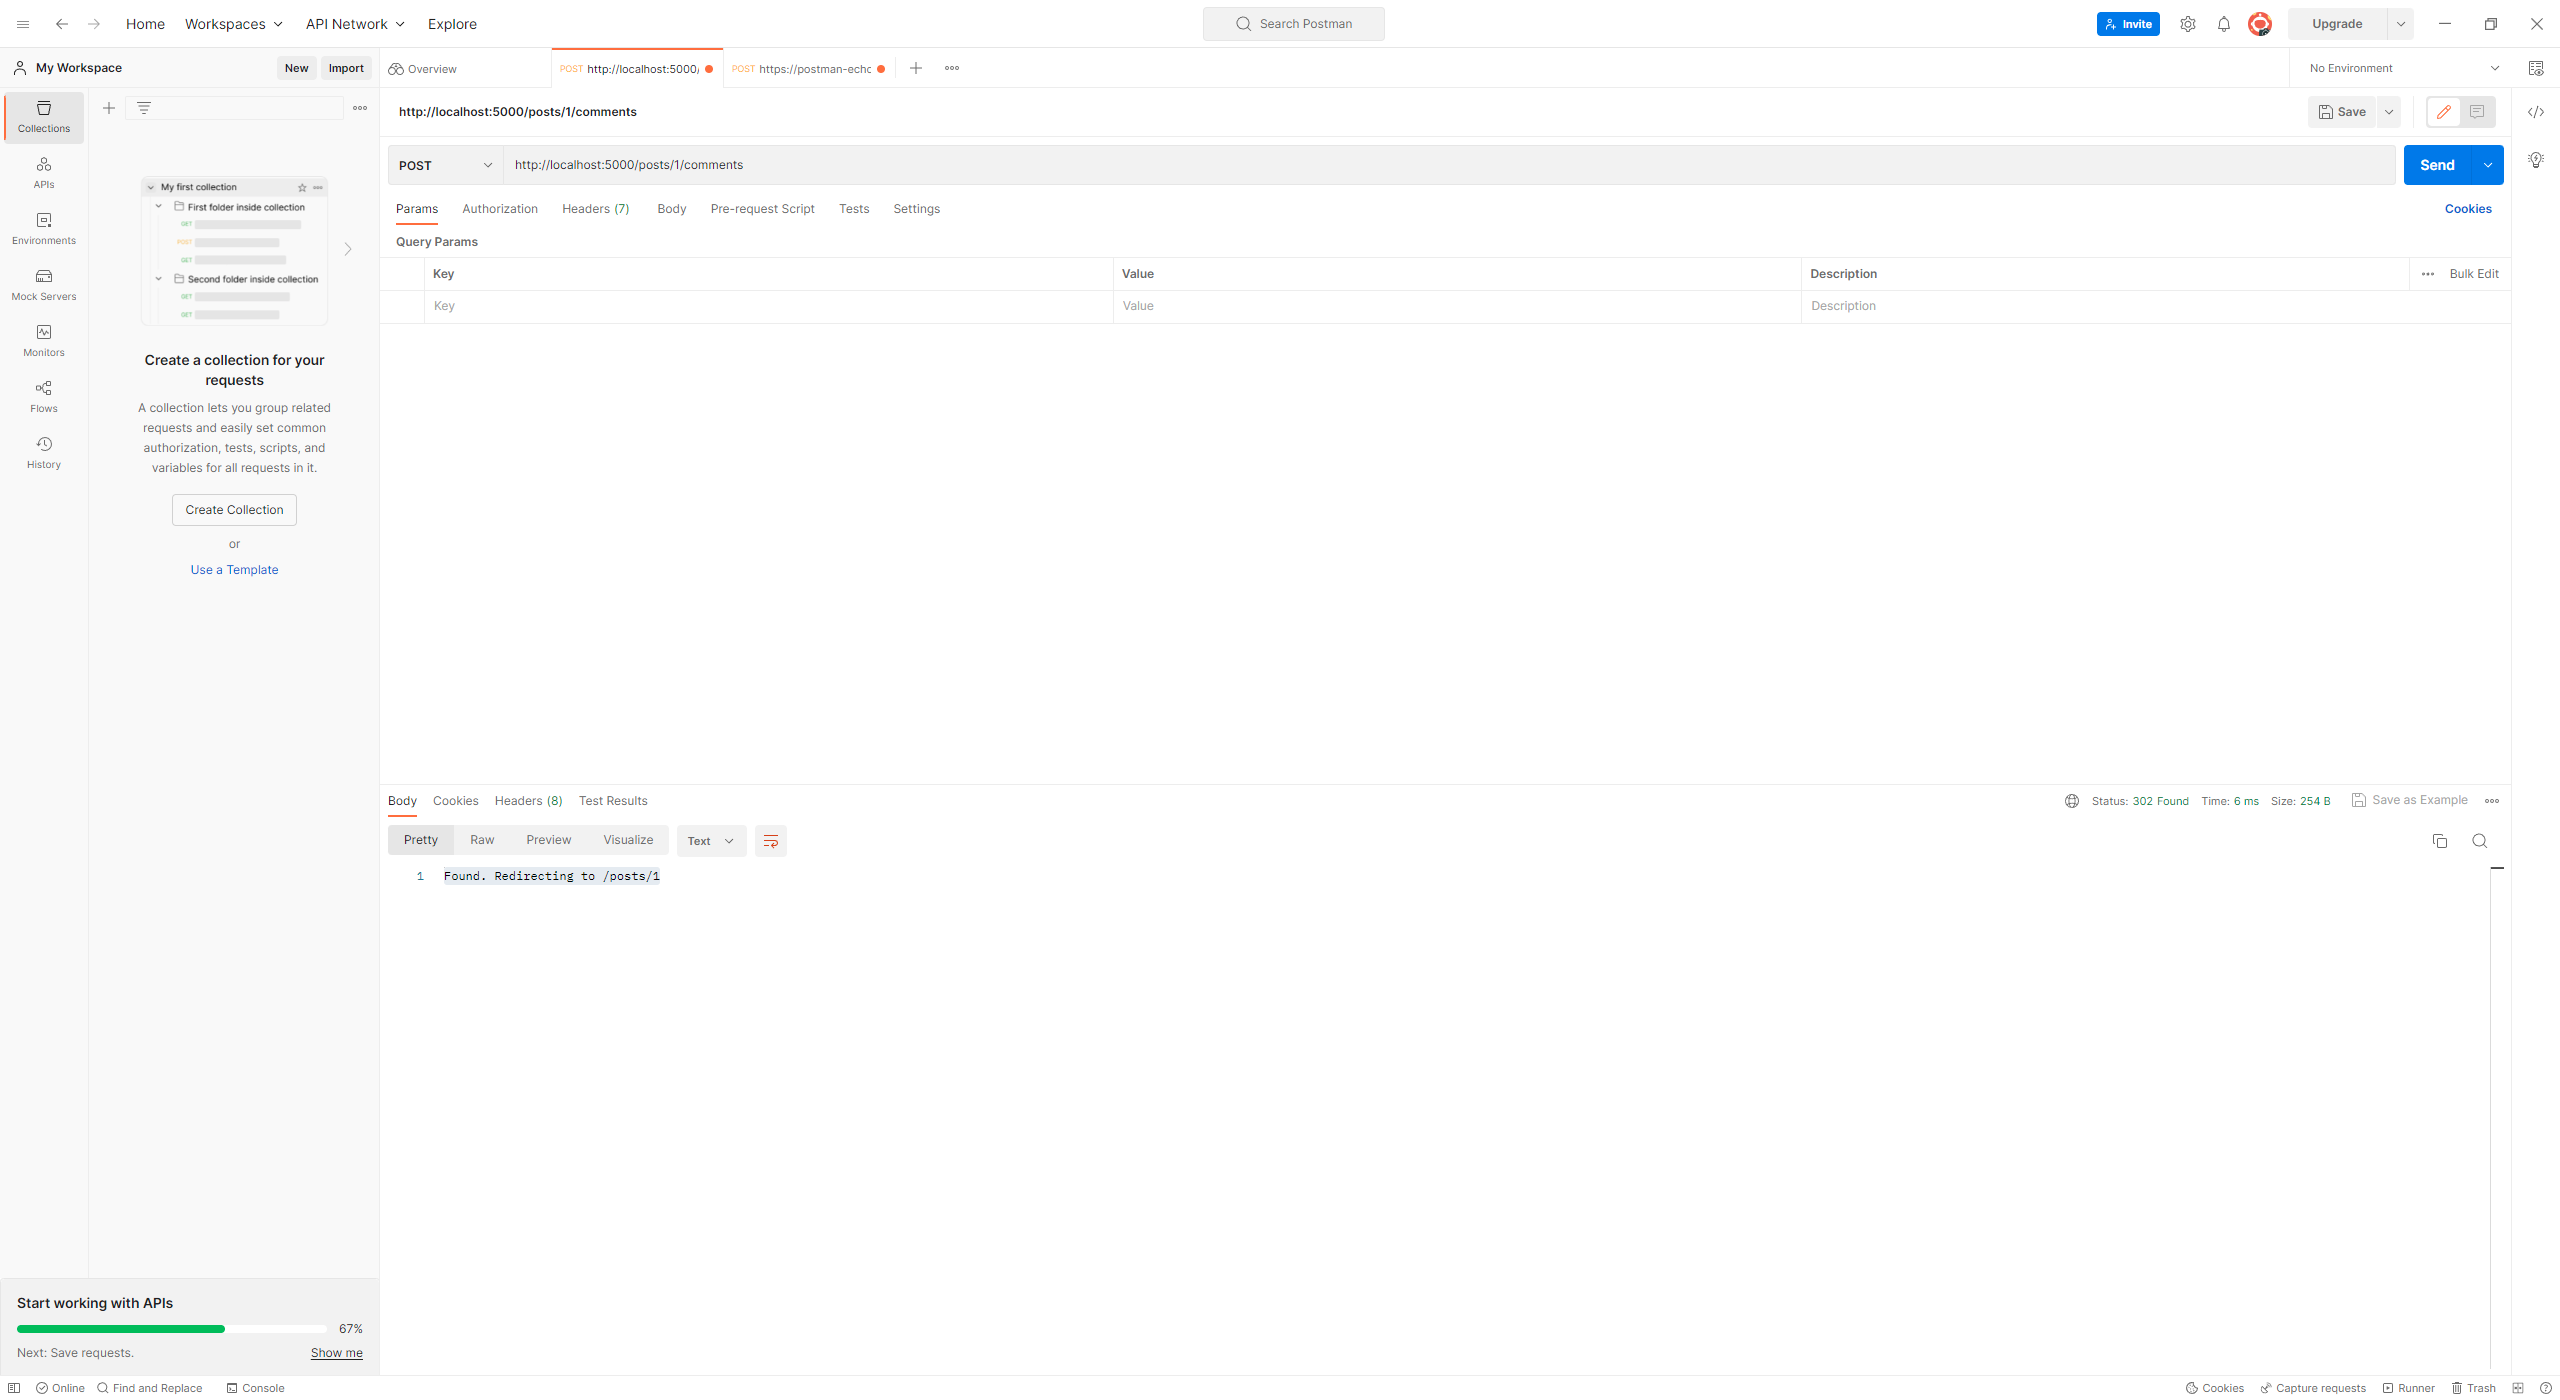 Home
Workspaces
API Network
Explore
Search Postman
Invite
Upgrade
My Workspace
New
Import
Overview
POST http://localhost:5000/
POST https://postman-echo
No Environment
Collections
APIs
Environments
Mock Servers
Monitors
Flows
History
My first collection
First folder inside collection
GET
POST
GET
Second folder inside collection
GET
GET
Create a collection for your
requests
A collection lets you group related
requests and easily set common
authorization, tests, scripts, and
variables for all requests in it.
Create Collection
or
Use a Template
http://localhost:5000/posts/1/comments
Save
POST
http://localhost:5000/posts/1/comments
Send
Params
Authorization
Headers (7)
Body
Pre-request Script
Tests
Settings
Cookies
Query Params
Key
Value
Description
Bulk Edit
Key
Value
Description
Body
Cookies
Headers (8)
Test Results
Status: 302 Found
Time: 6 ms
Size: 254 B
Save as Example
Pretty
Raw
Preview
Visualize
Text
1
Found. Redirecting to /posts/1
Start working with APIs
67%
Next: Save requests.
Show me
Online
Find and Replace
Console
Cookies
Capture requests
Runner
Trash